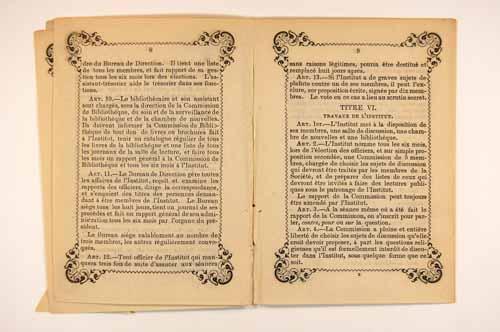 8
dre du Bureau de Direction. Il tient une liste
de tous les membres, et fait rapport de sa ges-
tion tous les six mois lors des élections. L'as-
sistant-trésorier aide le trésorier dans ses fonc-
tions.
ART. 10.—Le bibliothécaire et son assistant
sont chargés, sous la direction de la Commission
de Bibliothèque, du soin et de la surveillance de
la bibliothèque et de la chambre de nouvelles.
Ils doivent informer la Commission de Biblio-
thèque de tout don de livres ou brochures fait
à l'Institut, tenir un catalogue régulier de tous
les livres de la bibliothèque et une liste de tous
les journaux de la salle de lecture, et faire tous
les mois un rapport général à la Commission de
Bibliothèque et tous les six mois à l'Institut.
ART. 11.—Le Bureau de Direction gère toutes
les affaires de l'Institut, reçoit et examine les
rapports des officiers, dirige la correspondance,
et s'enquiert des titres des personnes deman-
dant à être membres de l'Institut. Le Bureau
siége tous les huit jours, tient un journal de ses
procédés et fait un rapport général de son admi-
nistration tous les six mois par l'organe du pré-
sident.
Le Bureau siége valablement au nombre de
trois membres, les autres régulièrement convo-
qués.
ART. 12.—Tout officier de l'Institut qui man-
quera trois fois de suite d'assister aux séances
9
sans raisons légitimes, pourra être destitué et
remplacé huit jours après.
ART. 13.—Si l'Institut a de graves sujets de
plainte contre un de ses membres, il peut l'ex-
clure, sur proposition écrite, signée par dix mem-
bres. Le vote en ce cas a lieu au scrutin secret.
TITRE VI.
TRAVAUX DE L'INSTITUT.
ART. 1er.—L'Institut met à la disposition de
ses membres, une salle de discussion, une cham-
bre de nouvelles et une bibliothèque.
ART. 2.—L'Institut nomme tous les six mois,
lors de l'élection des officiers, et sur simple pro-
position secondée, une Commission de 5 mem-
bres, chargée de choisir les sujets de discussion
qui devront être traités par les membres de la
société, et de préparer des listes de ceux qui
devront être invités à faire des lectures publi-
ques sous le patronage de l'Institut.
Le rapport de la Commission peut toujours
être amendé par l'Institut.
ART. 3.—A la séance même où a été fait le
rapport de la Commission, on s'inscrit pour par-
ler, contre, pour ou sur la question.
ART. 4.—La Commission a pleine et entière
liberté de choisir les sujets de discussion qu'elle
croit devoir proposer, à part les questions reli-
gieuses qu'il est formellement interdit de discu-
ter dans l'Institut, sous quelque forme que ce
soit.